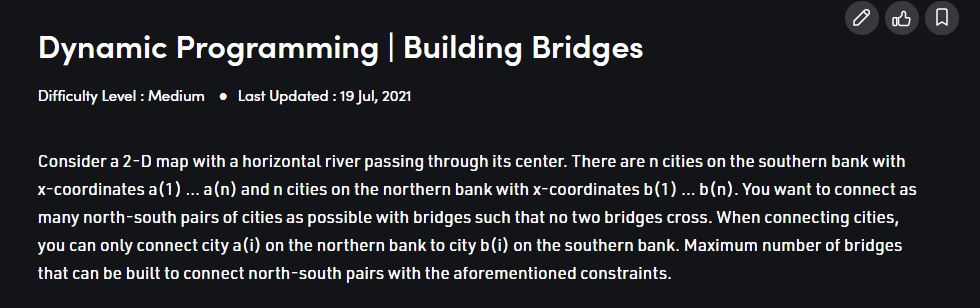 Dynamic Programming | Building Bridges
Difficulty Level : Medium ● Last Updated : 19 Jul, 2021
Consider a 2-D map with a horizontal river passing through its center. There are n cities on the southern bank with
x-coordinates a(1) … a(n) and n cities on the northern bank with x-coordinates b(1) … b(n). You want to connect as
many north-south pairs of cities as possible with bridges such that no two bridges cross. When connecting cities,
you can only connect city a(i) on the northern bank to city b(i) on the southern bank. Maximum number of bridges
that can be built to connect north-south pairs with the aforementioned constraints.